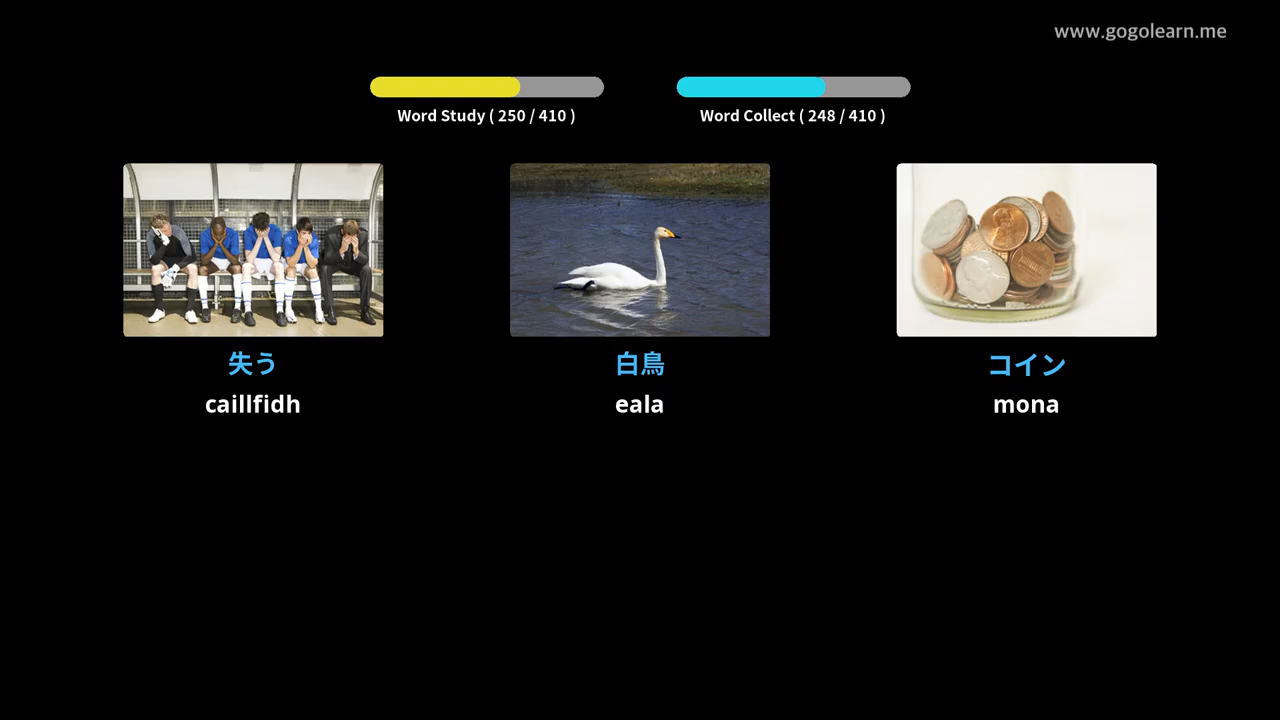 www.gogolearn.me
Word Study ( 250 / 410 )
Word Collect ( 248 / 410 )
失う
白鳥
コイン
caillfidh
eala
mona